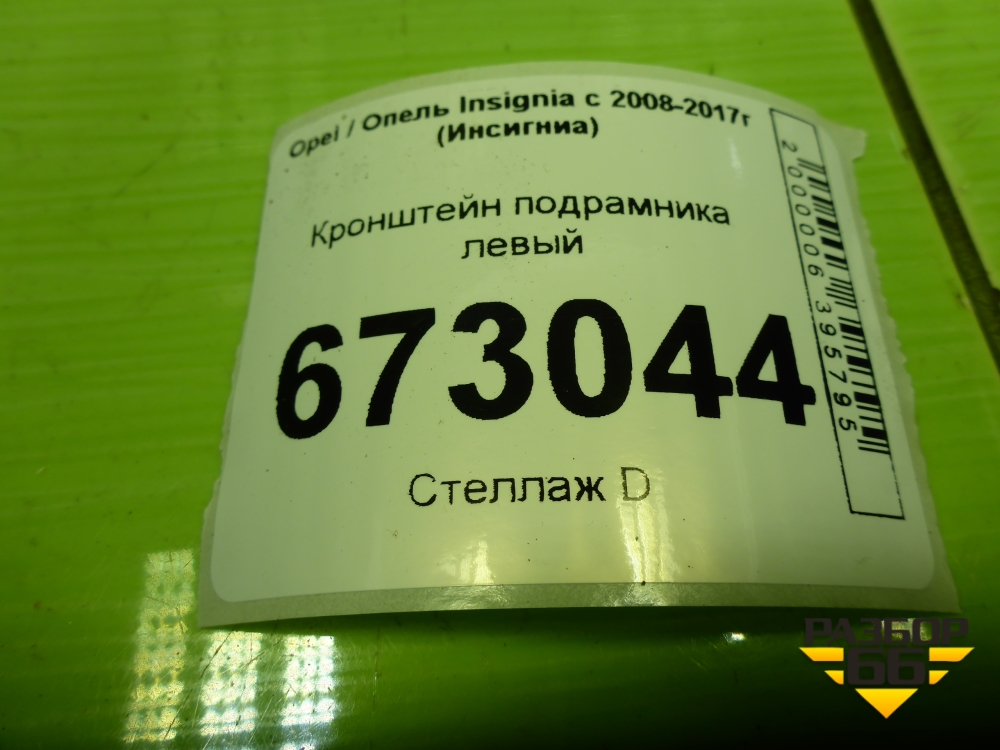 Opel / Опель Insignia с 2008-2017г
(Инсигниа)
Кронштейн подрамника
левый
673044
Стеллаж D
2000006395795
РАЗБОР
66